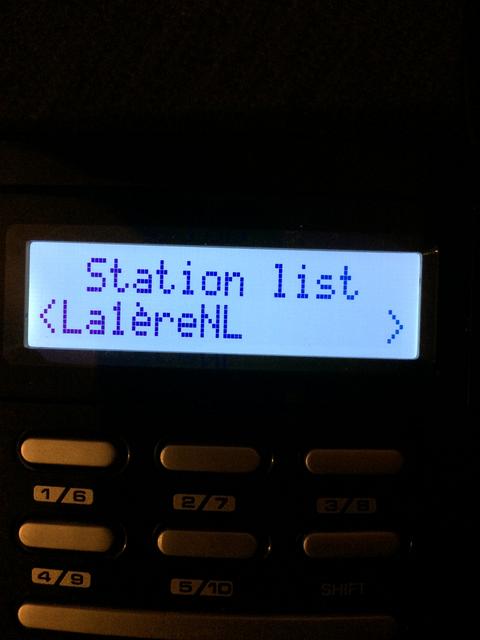 Station list
<La1èreNL >
1/6
2/7
3/8
4/9
5/10
SHIFT